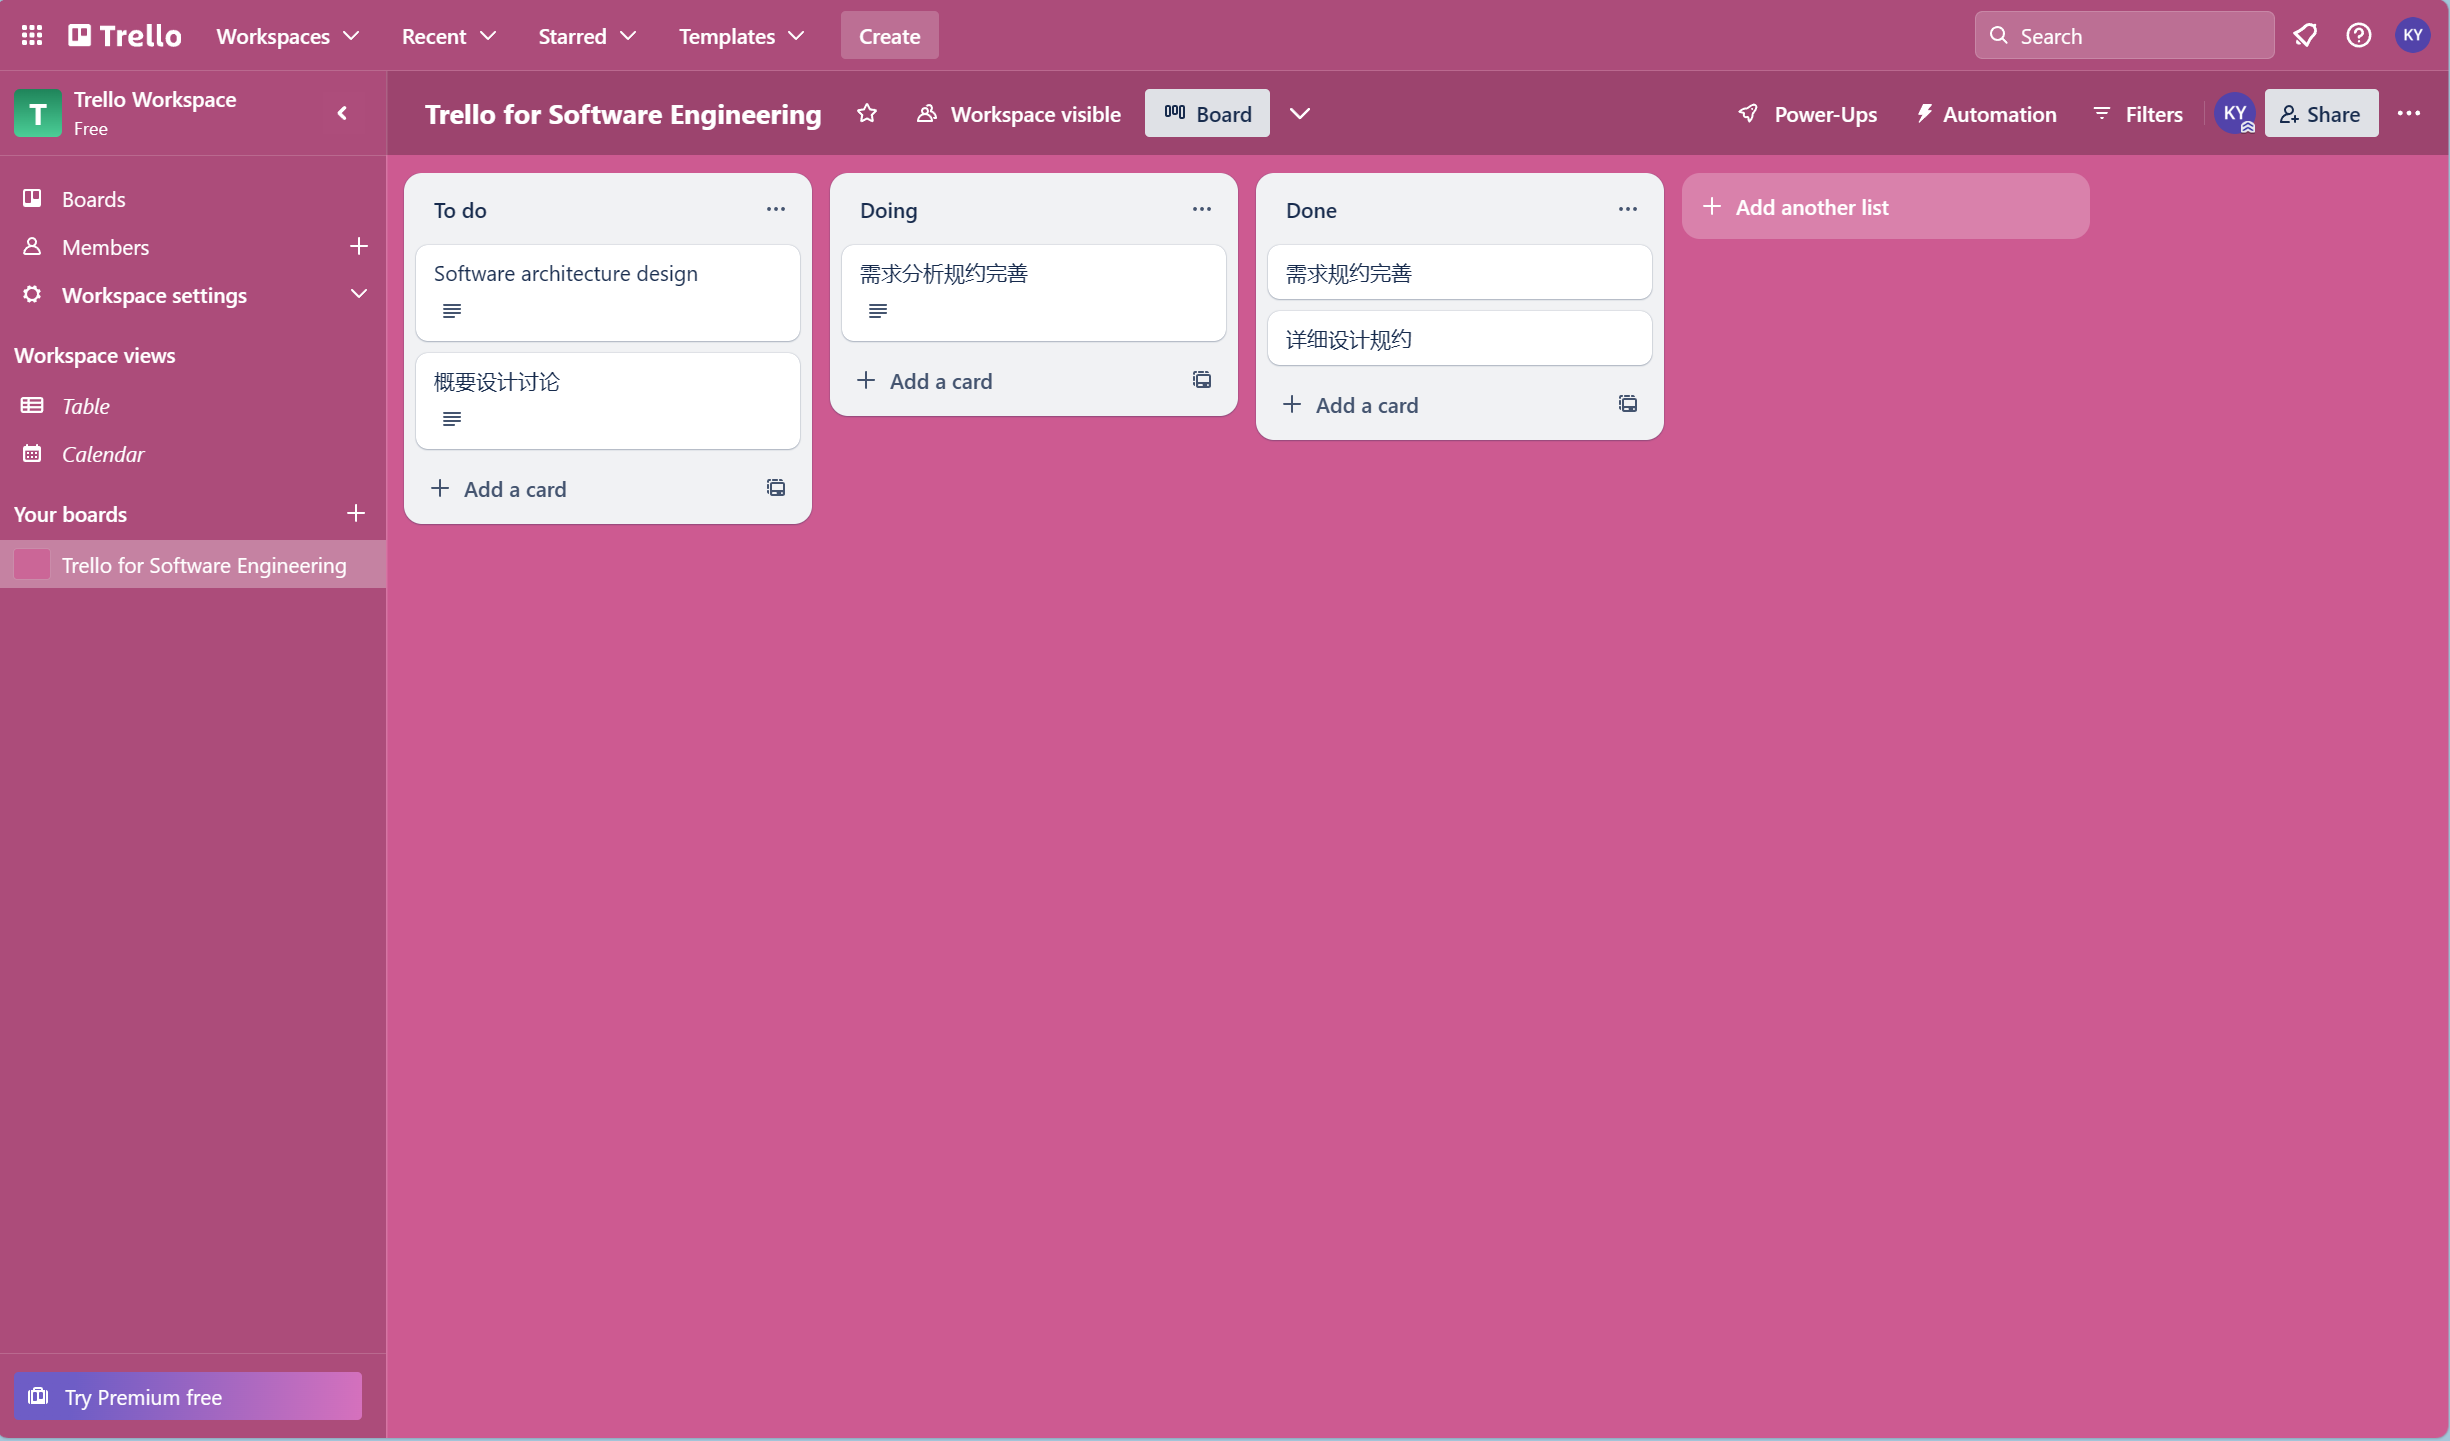 Trello
Workspaces
Recent
Starred
Templates
Create
Search
KY
T
Trello Workspace
Free
Trello for Software Engineering
Workspace visible
Board
Power-Ups
Automation
Filters
KY
Share
Boards
Members
Workspace settings
Workspace views
Table
Calendar
Your boards
Trello for Software Engineering
Try Premium free
To do
Software architecture design
概要设计讨论
Add a card
Doing
需求分析规约完善
Add a card
Done
需求规约完善
详细设计规约
Add a card
Add another list